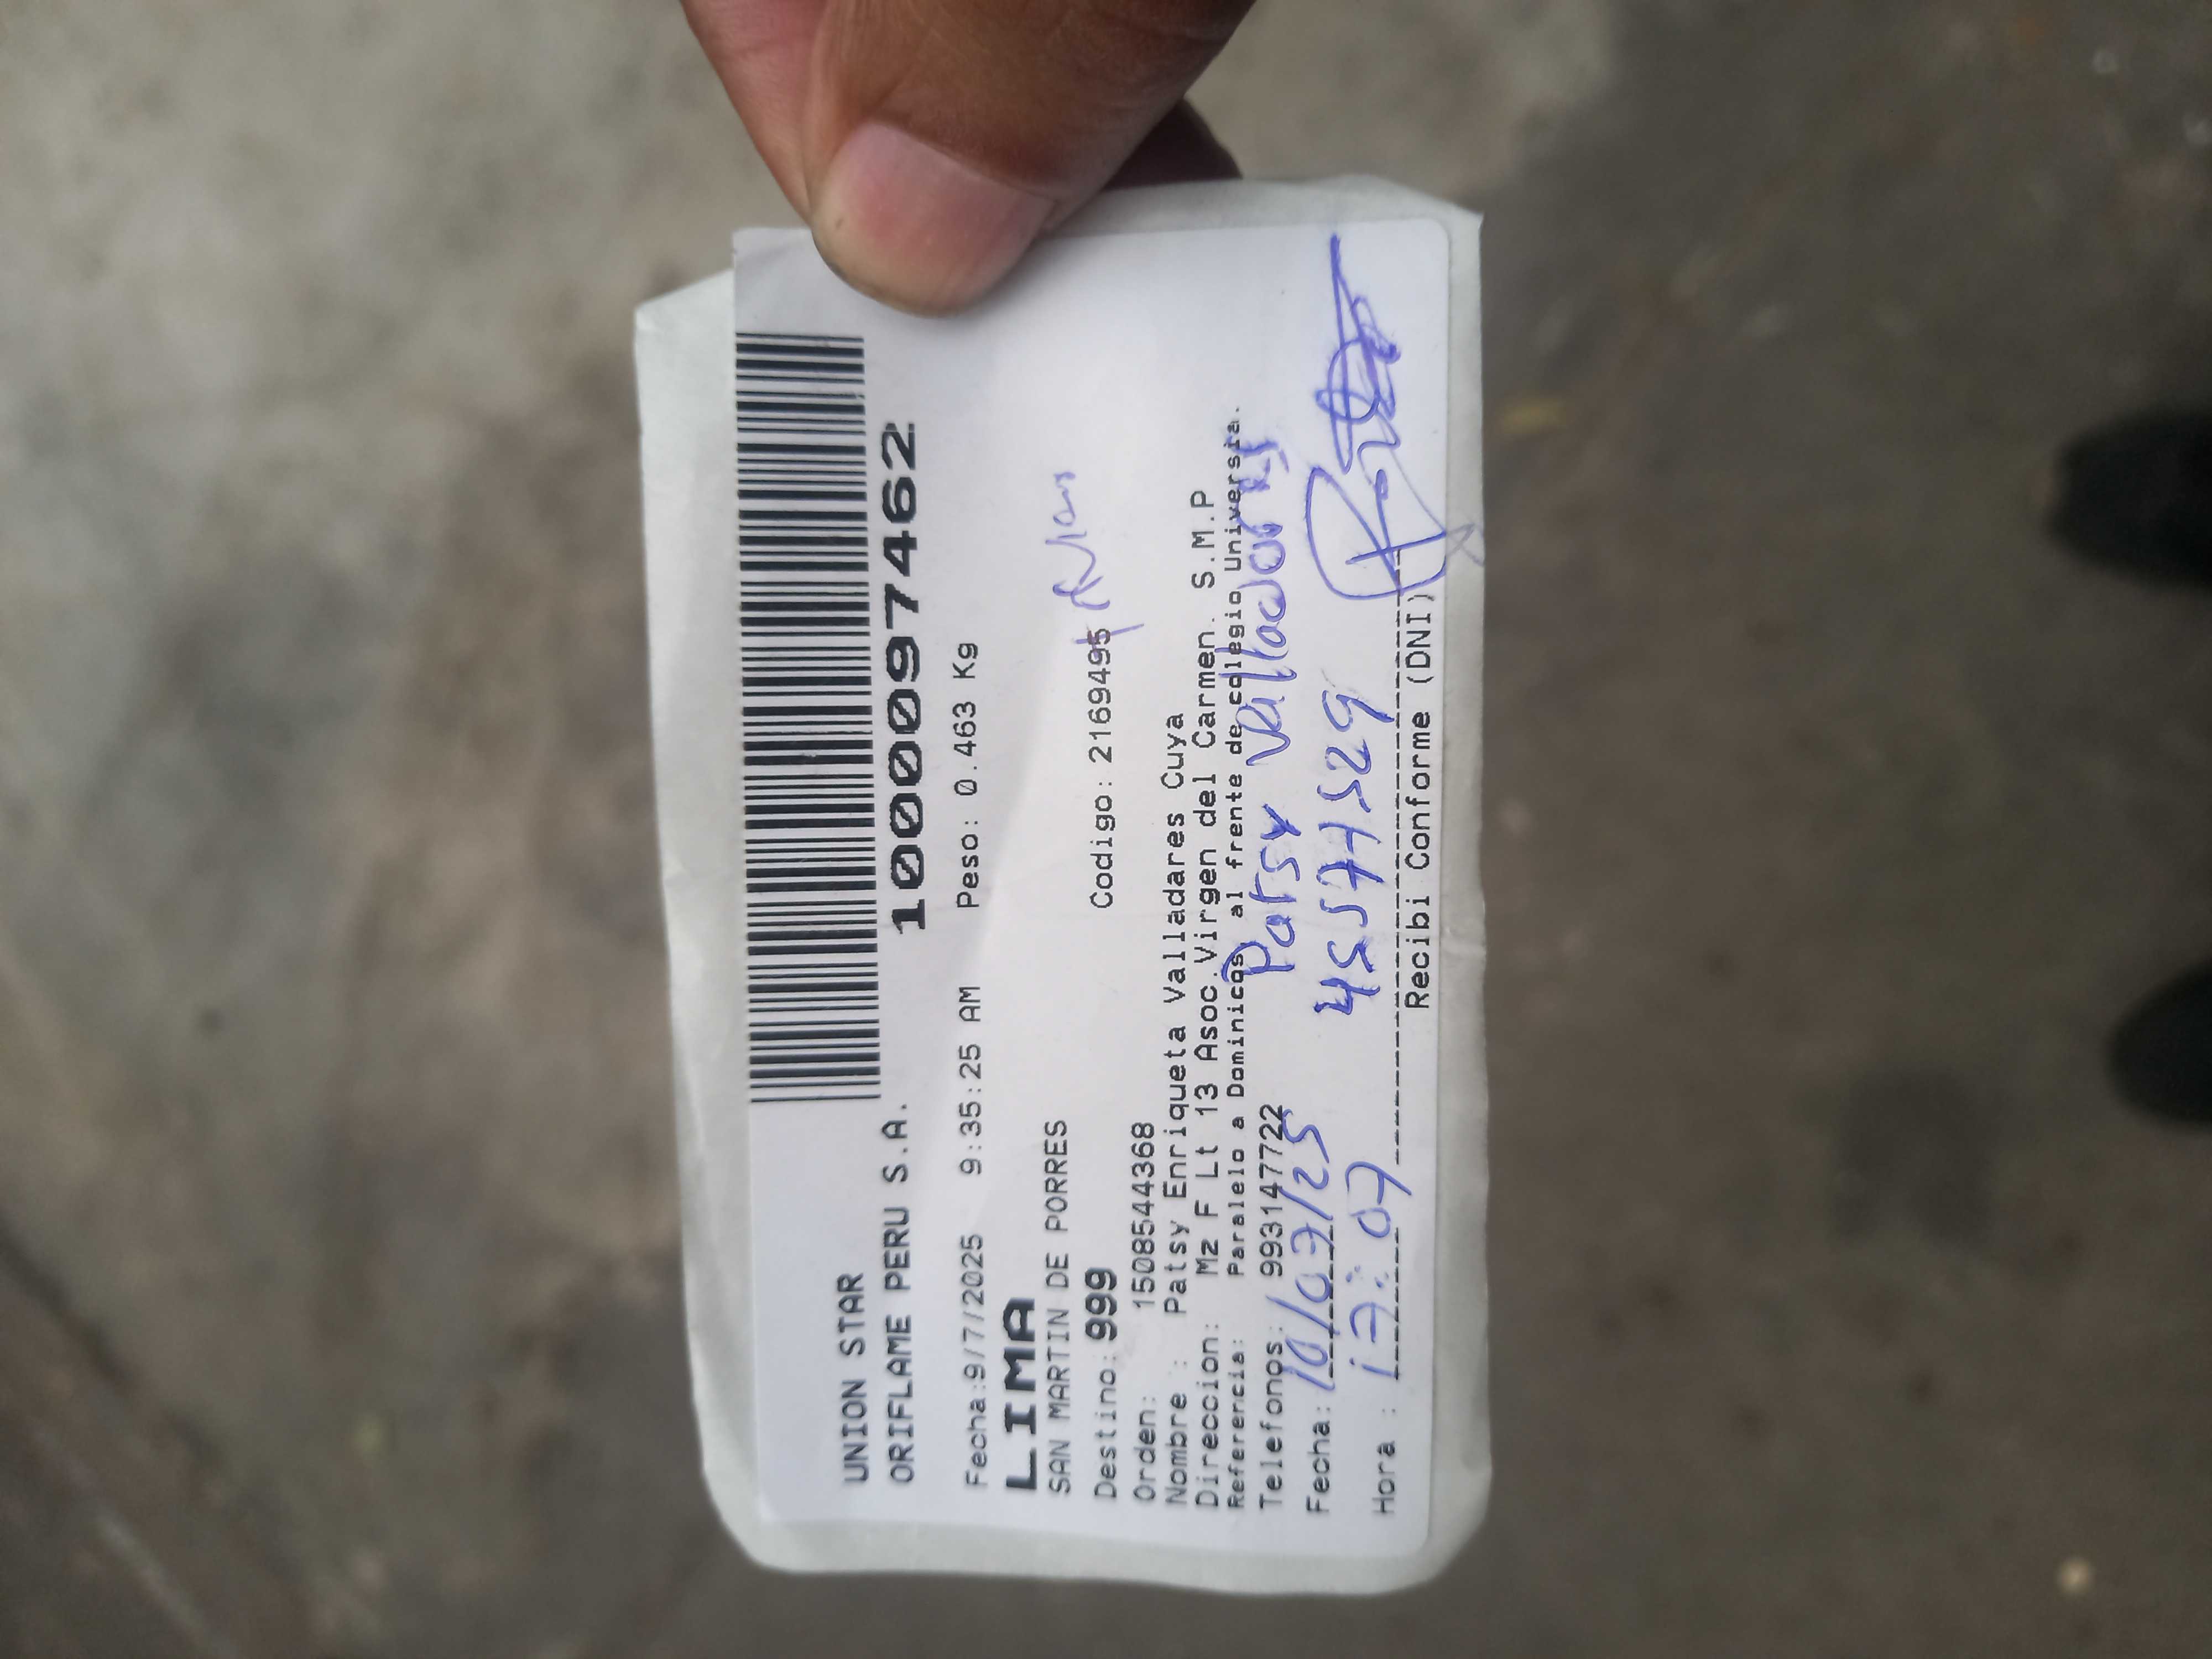 UNION STAR
ORIFLAME PERU S.A.
1000097462
Fecha:9/7/2025 9:35:25 AM Peso: 0.463 Kg
LIMA
SAN MARTIN DE PORRES
Destino: 999 Codigo: 2169495
Orden: 1508544368
Nombre : Patsy Enriqueta Valladares Cuya
Direccion: Mz F Lt 13 Asoc.Virgen del Carmen. S.M.P
Referencia: Paralelo a Dominicos al frente de colegio Universia.
Telefonos: 993147722
Patsy Valladares
Fecha: 10/07/25
45574529
Hora : 17:07
Recibi Conforme (DNI)